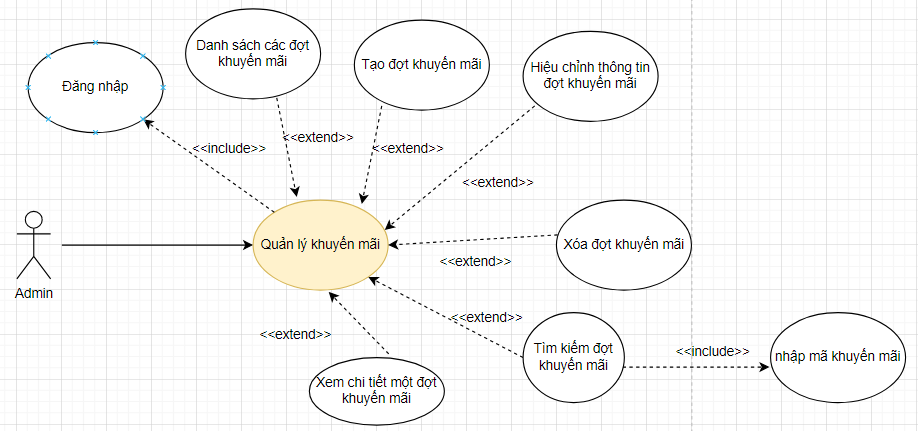 Danh sách các đợt
khuyến mãi
Tạo đợt khuyến mãi
Hiệu chỉnh thông tin
đợt khuyến mãi
Đăng nhập
<<include>>
<<extend>>
<<extend>>
<<extend>>
Quản lý khuyến mãi
Xóa đợt khuyến mãi
<<extend>>
Admin
<<extend>>
<<extend>>
Tìm kiếm đợt
khuyến mãi
<<include>>
nhập mã khuyến mãi
Xem chi tiết một đợt
khuyến mãi